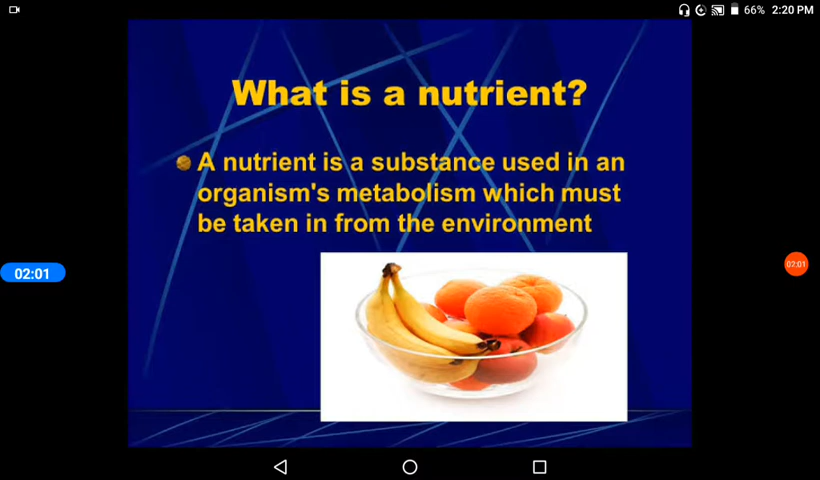 66% 2:20 PM
What is a nutrient?
A nutrient is a substance used in an
organism's metabolism which must
be taken in from the environment
02:01
02:01